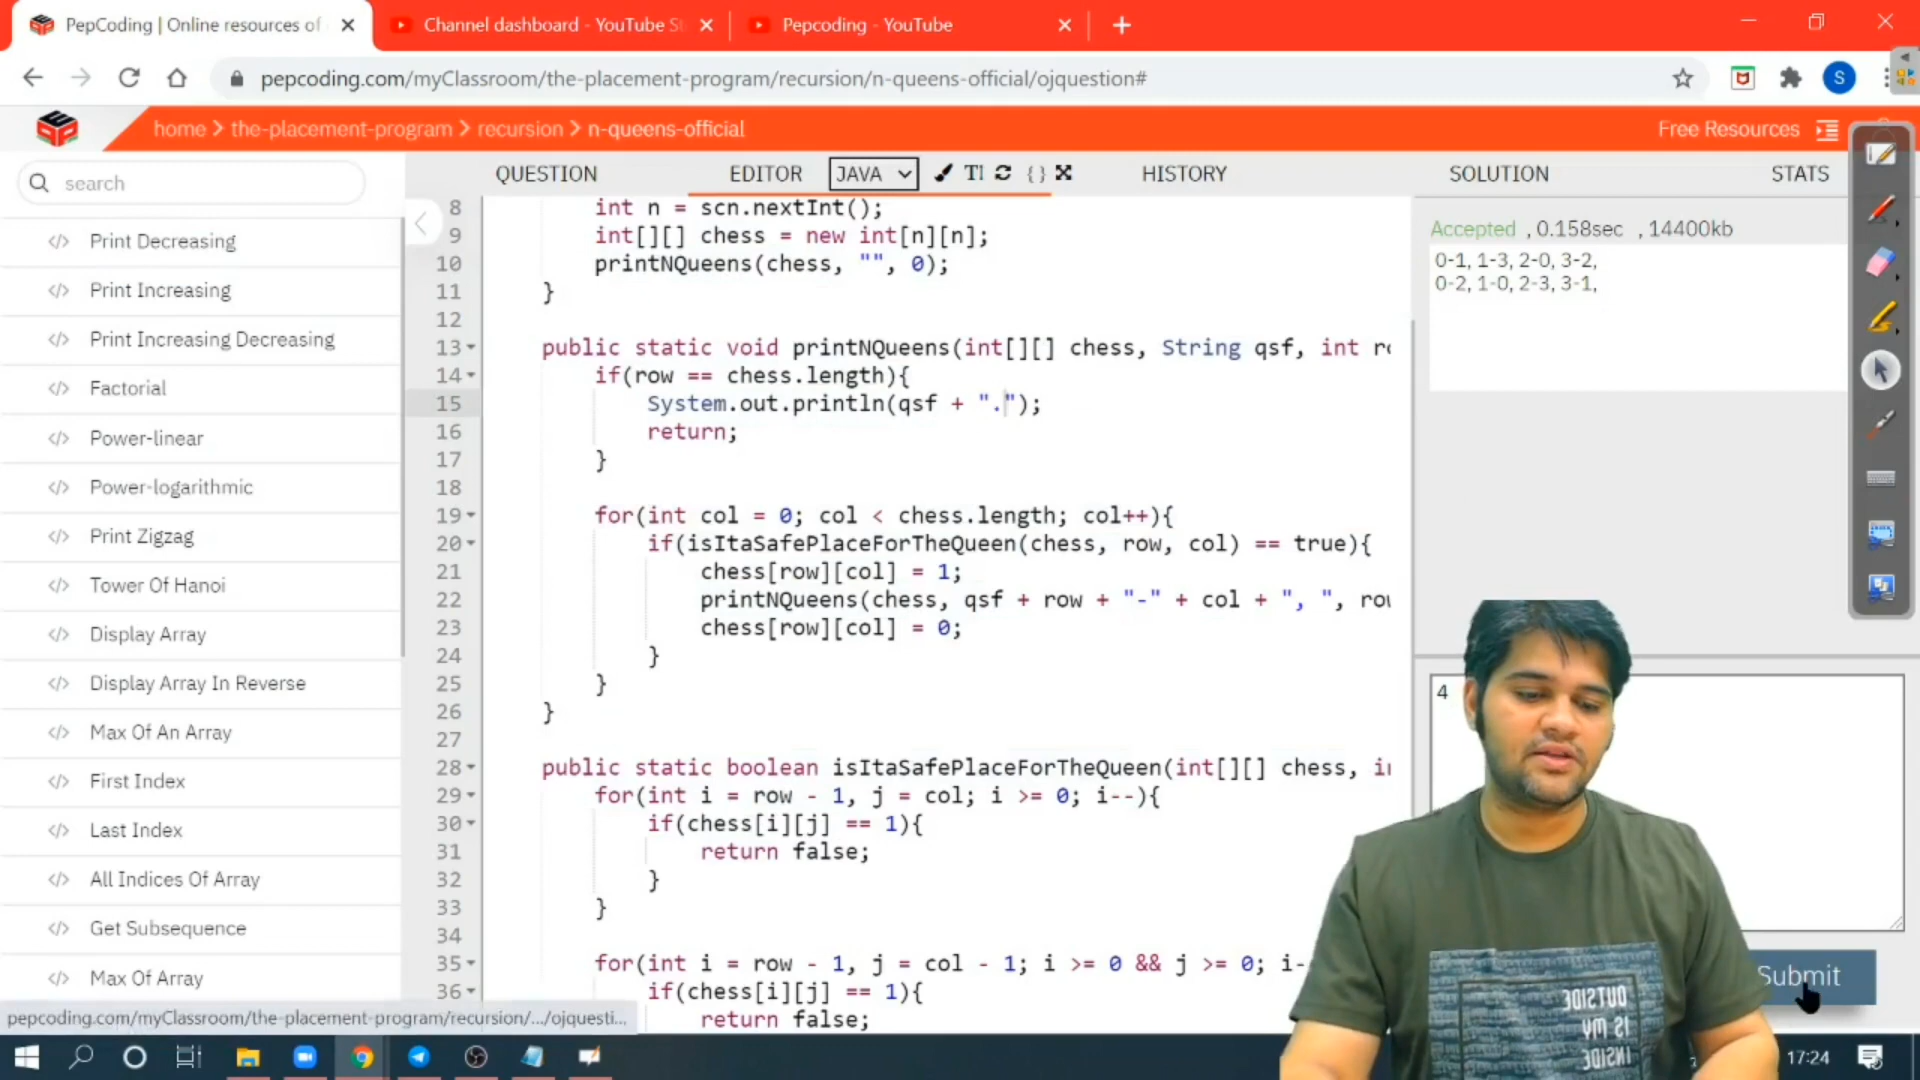 PepCoding | Online resources of
Channel dashboard - YouTube S
Pepcoding - YouTube
pepcoding.com/myClassroom/the-placement-program/recursion/n-queens-official/ojquestion#
S
home > the-placement-program > recursion > n-queens-official
Free Resources
search
QUESTION
EDITOR
JAVA
HISTORY
SOLUTION
STATS
Print Decreasing
Print Increasing
Print Increasing Decreasing
Factorial
Power-linear
Power-logarithmic
Print Zigzag
Tower Of Hanoi
Display Array
Display Array In Reverse
Max Of An Array
First Index
Last Index
All Indices Of Array
Get Subsequence
Max Of Array
8 int n = scn.nextInt();
9 int[][] chess = new int[n][n];
10 printNQueens(chess, "", 0);
11 }
12
13 public static void printNQueens(int[][] chess, String qsf, int r
14 if(row == chess.length){
15 System.out.println(qsf + ".");
16 return;
17 }
18
19 for(int col = 0; col < chess.length; col++){
20 if(isItaSafePlaceForTheQueen(chess, row, col) == true){
21 chess[row][col] = 1;
22 printNQueens(chess, qsf + row + "-" + col + ", ", ro
23 chess[row][col] = 0;
24 }
25 }
26 }
27
28 public static boolean isItaSafePlaceForTheQueen(int[][] chess, i
29 for(int i = row - 1, j = col; i >= 0; i--){
30 if(chess[i][j] == 1){
31 return false;
32 }
33 }
34
35 for(int i = row - 1, j = col - 1; i >= 0 && j >= 0; i-
36 if(chess[i][j] == 1){
return false;
Accepted , 0.158sec , 14400kb
0-1, 1-3, 2-0, 3-2,
0-2, 1-0, 2-3, 3-1,
4
Submit
OUTSIDE
IS MY
INSIDE
pepcoding.com/myClassroom/the-placement-program/recursion/.../ojquesti...
17:24